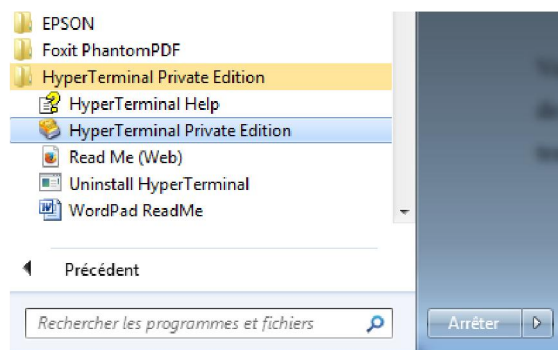 EPSON
Foxit PhantomPDF
HyperTerminal Private Edition
HyperTerminal Help
HyperTerminal Private Edition
Read Me (Web)
Uninstall HyperTerminal
WordPad ReadMe
Précédent
Rechercher les programmes et fichiers
Arrêter